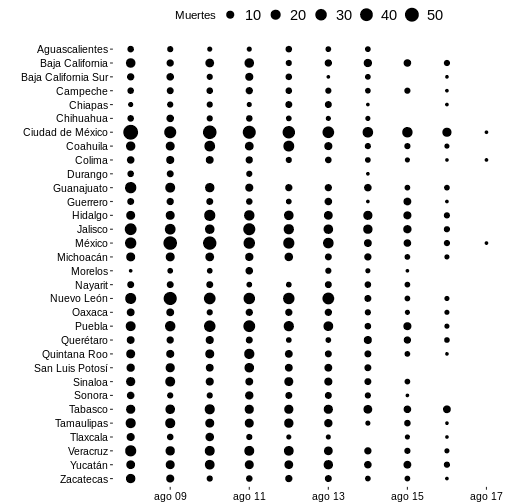 Muertes 10 20 30 40 50
Aguascalientes
Baja California
Baja California Sur
Campeche
Chiapas
Chihuahua
Ciudad de México
Coahuila
Colima
Durango
Guanajuato
Guerrero
Hidalgo
Jalisco
México
Michoacán
Morelos
Nayarit
Nuevo León
Oaxaca
Puebla
Querétaro
Quintana Roo
San Luis Potosí
Sinaloa
Sonora
Tabasco
Tamaulipas
Tlaxcala
Veracruz
Yucatán
Zacatecas
ago 09 ago 11 ago 13 ago 15 ago 17